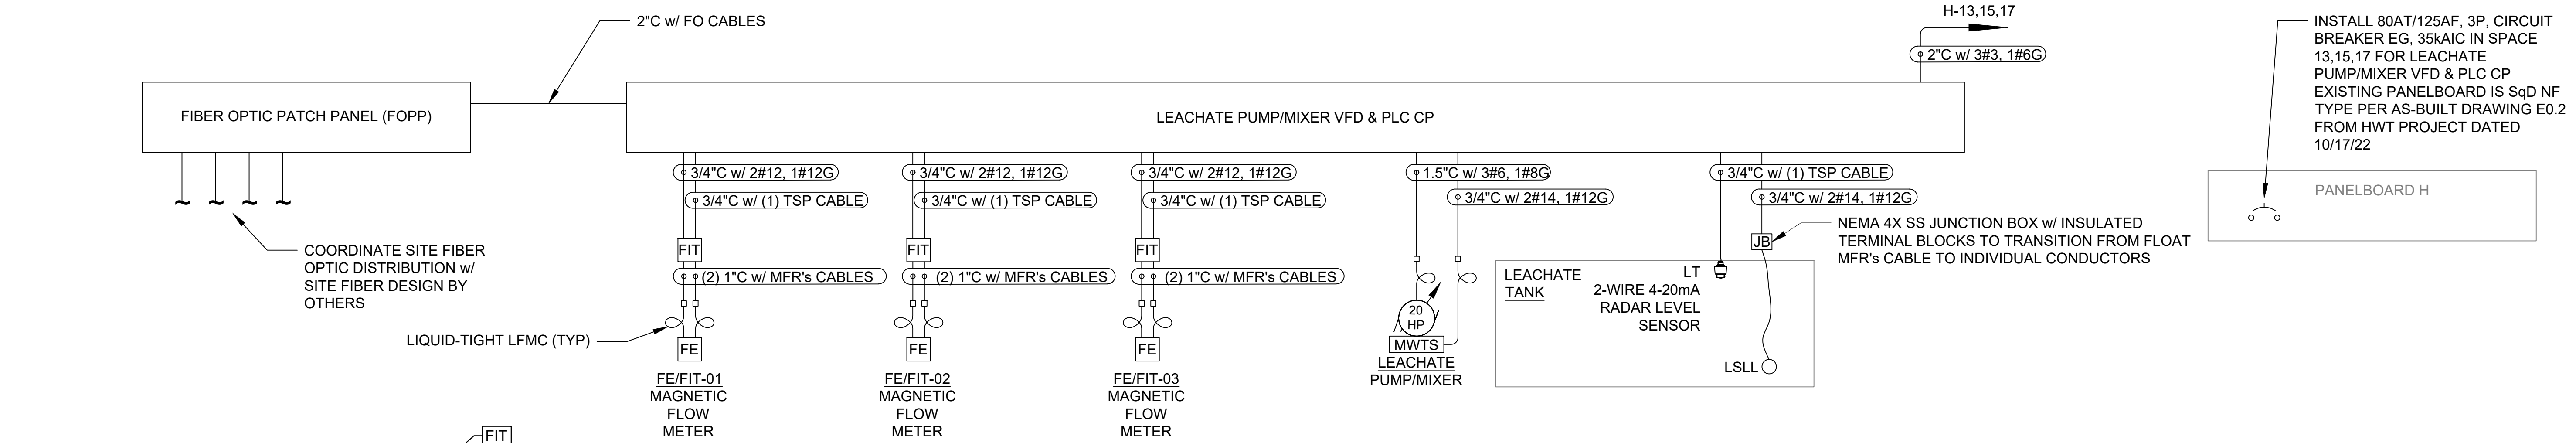 2"C w/ FO CABLES
H-13,15,17
2"C w/ 3#3, 1#6G
INSTALL 80AT/125AF, 3P, CIRCUIT
BREAKER EG, 35kAIC IN SPACE
13,15,17 FOR LEACHATE
PUMP/MIXER VFD & PLC CP
EXISTING PANELBOARD IS SqD NF
TYPE PER AS-BUILT DRAWING E0.2
FROM HWT PROJECT DATED
10/17/22
FIBER OPTIC PATCH PANEL (FOPP)
LEACHATE PUMP/MIXER VFD & PLC CP
PANELBOARD H
3/4"C w/ 2#12, 1#12G
3/4"C w/ (1) TSP CABLE
FIT
(2) 1"C w/ MFR's CABLES
FE
FE/FIT-01
MAGNETIC
FLOW
METER
3/4"C w/ 2#12, 1#12G
3/4"C w/ (1) TSP CABLE
FIT
(2) 1"C w/ MFR's CABLES
FE
FE/FIT-02
MAGNETIC
FLOW
METER
3/4"C w/ 2#12, 1#12G
3/4"C w/ (1) TSP CABLE
FIT
(2) 1"C w/ MFR's CABLES
FE
FE/FIT-03
MAGNETIC
FLOW
METER
1.5"C w/ 3#6, 1#8G
3/4"C w/ 2#14, 1#12G
20
HP
MWTS
LEACHATE
PUMP/MIXER
3/4"C w/ (1) TSP CABLE
3/4"C w/ 2#14, 1#12G
JB
NEMA 4X SS JUNCTION BOX w/ INSULATED
TERMINAL BLOCKS TO TRANSITION FROM FLOAT
MFR's CABLE TO INDIVIDUAL CONDUCTORS
LEACHATE
TANK
LT
2-WIRE 4-20mA
RADAR LEVEL
SENSOR
LSLL
COORDINATE SITE FIBER
OPTIC DISTRIBUTION w/
SITE FIBER DESIGN BY
OTHERS
LIQUID-TIGHT LFMC (TYP)
FIT